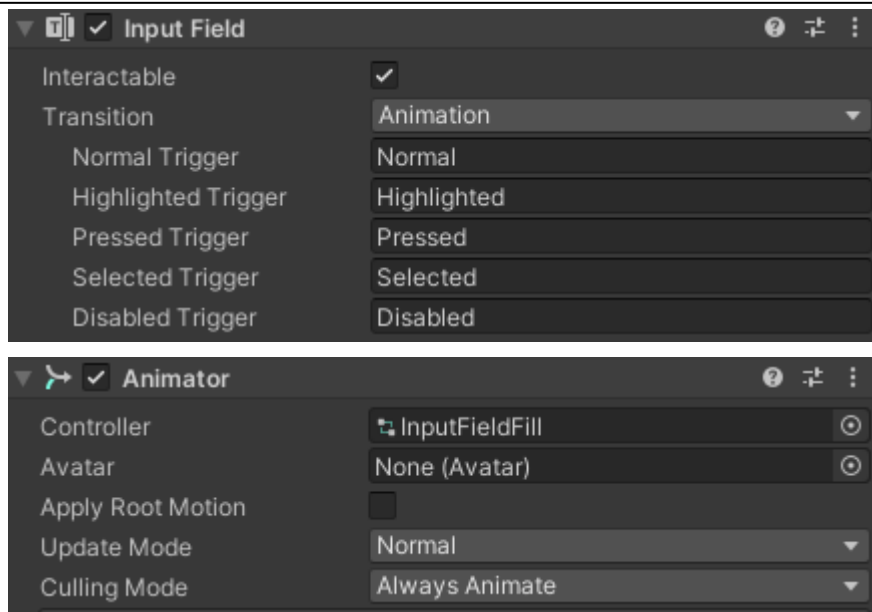 Input Field
Interactable
Transition Animation
Normal Trigger Normal
Highlighted Trigger Highlighted
Pressed Trigger Pressed
Selected Trigger Selected
Disabled Trigger Disabled
Animator
Controller InputFieldFill
Avatar None (Avatar)
Apply Root Motion
Update Mode Normal
Culling Mode Always Animate